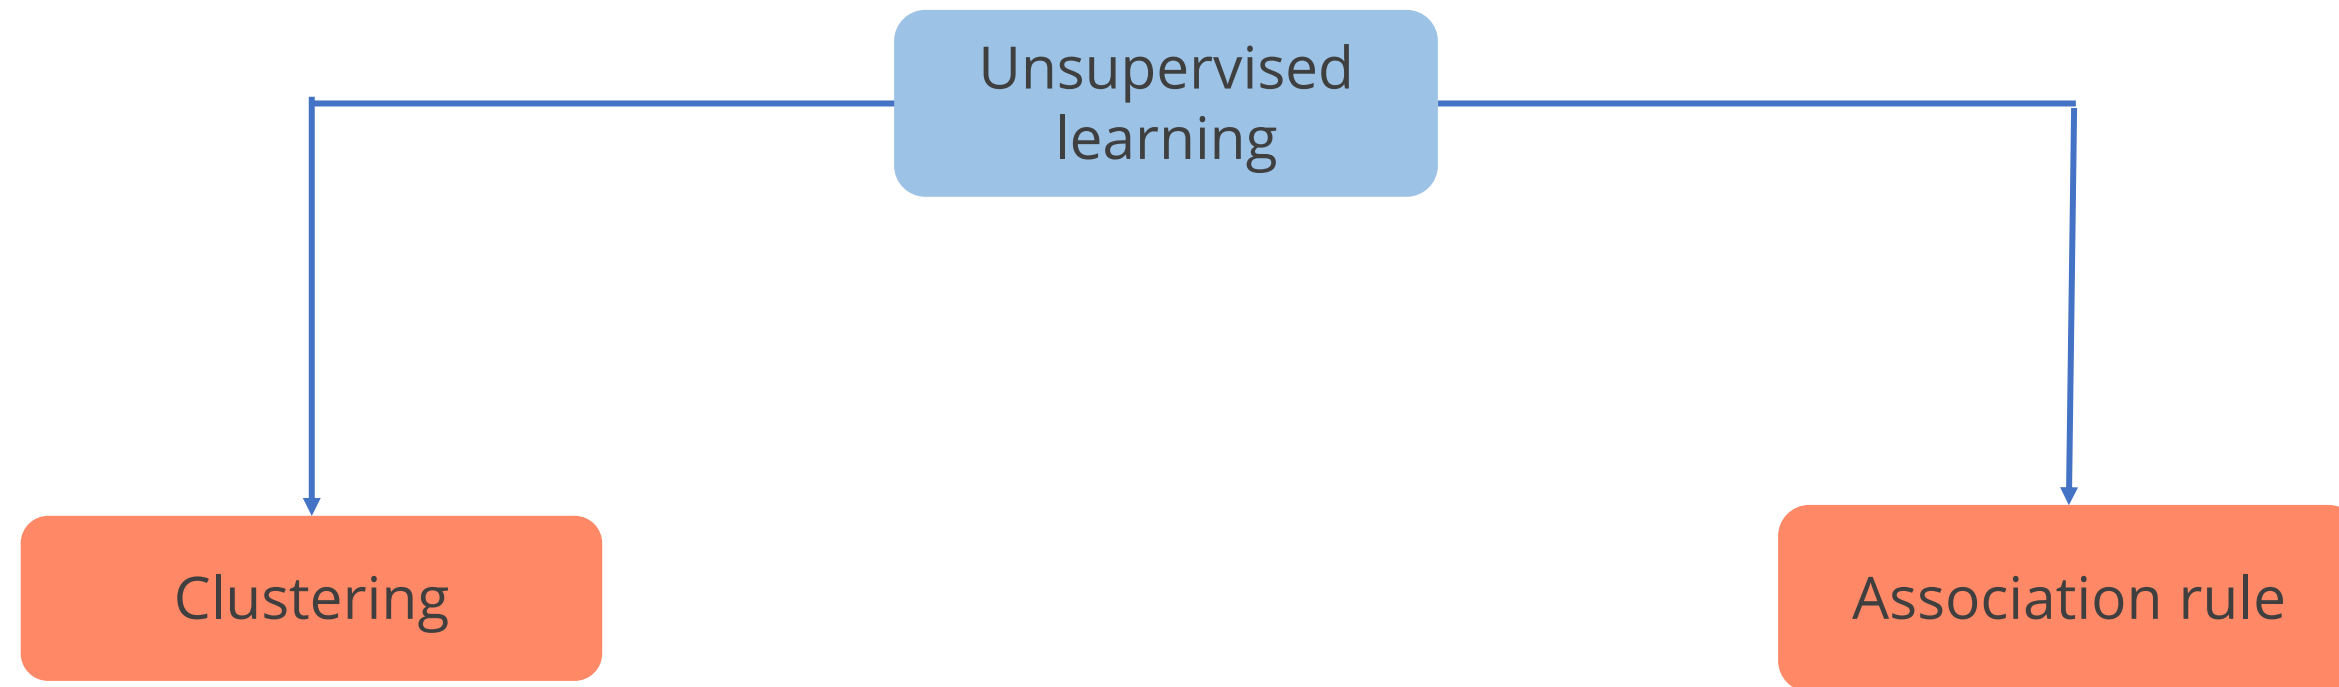 Unsupervised
learning
Clustering
Association rule